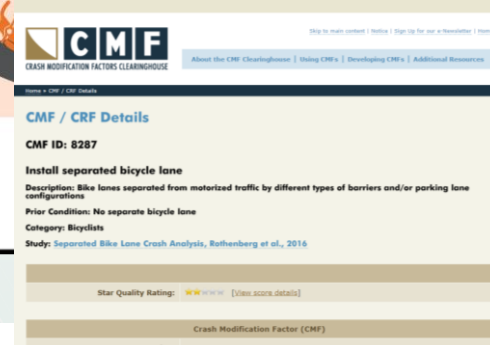 Skip to main content | Notice | Sign Up for our e-Newsletter | Home
CMF
CRASH MODIFICATION FACTORS CLEARINGHOUSE
About the CMF Clearinghouse | Using CMFs | Developing CMFs | Additional Resources
Home » CMF / CRF Details
CMF / CRF Details
CMF ID: 8287
Install separated bicycle lane
Description: Bike lanes separated from motorized traffic by different types of barriers and/or parking lane
configurations
Prior Condition: No separate bicycle lane
Category: Bicyclists
Study: Separated Bike Lane Crash Analysis, Rothenberg et al., 2016
Star Quality Rating: [View score details]
Crash Modification Factor (CMF)